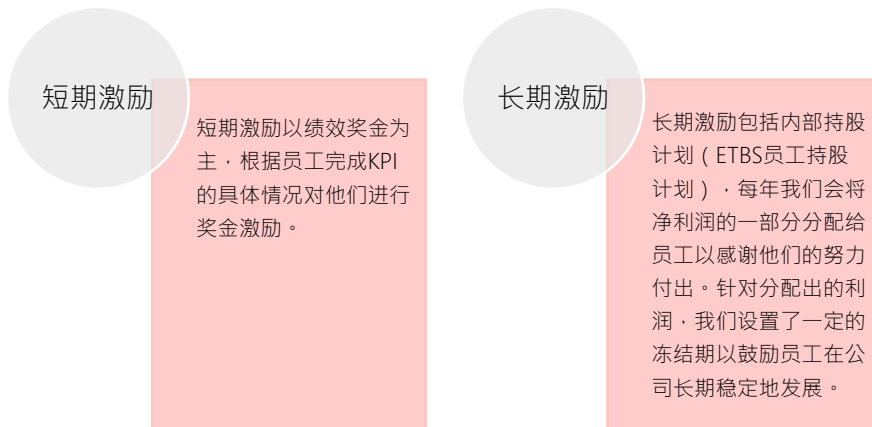 短期激励
短期激励以绩效奖金为
主，根据员工完成KPI
的具体情况对他们进行
奖金激励。
长期激励
长期激励包括内部持股
计划（ETBS员工持股
计划），每年我们会将
净利润的一部分分配给
员工以感谢他们的努力
付出。针对分配出的利
润，我们设置了一定的
冻结期以鼓励员工在公
司长期稳定地发展。